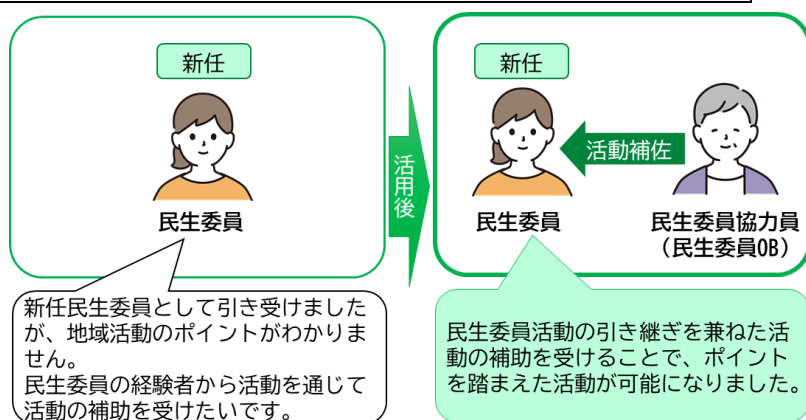 新任
民生委員
新任民生委員として引き受けました
が、地域活動のポイントがわかりま
せん。
民生委員の経験者から活動を通じて
活動の補助を受けたいです。
活用後
新任
活動補佐
民生委員
民生委員協力員
（民生委員OB）
民生委員活動の引き継ぎを兼ねた活
動の補助を受けることで、ポイント
を踏まえた活動が可能になりました。